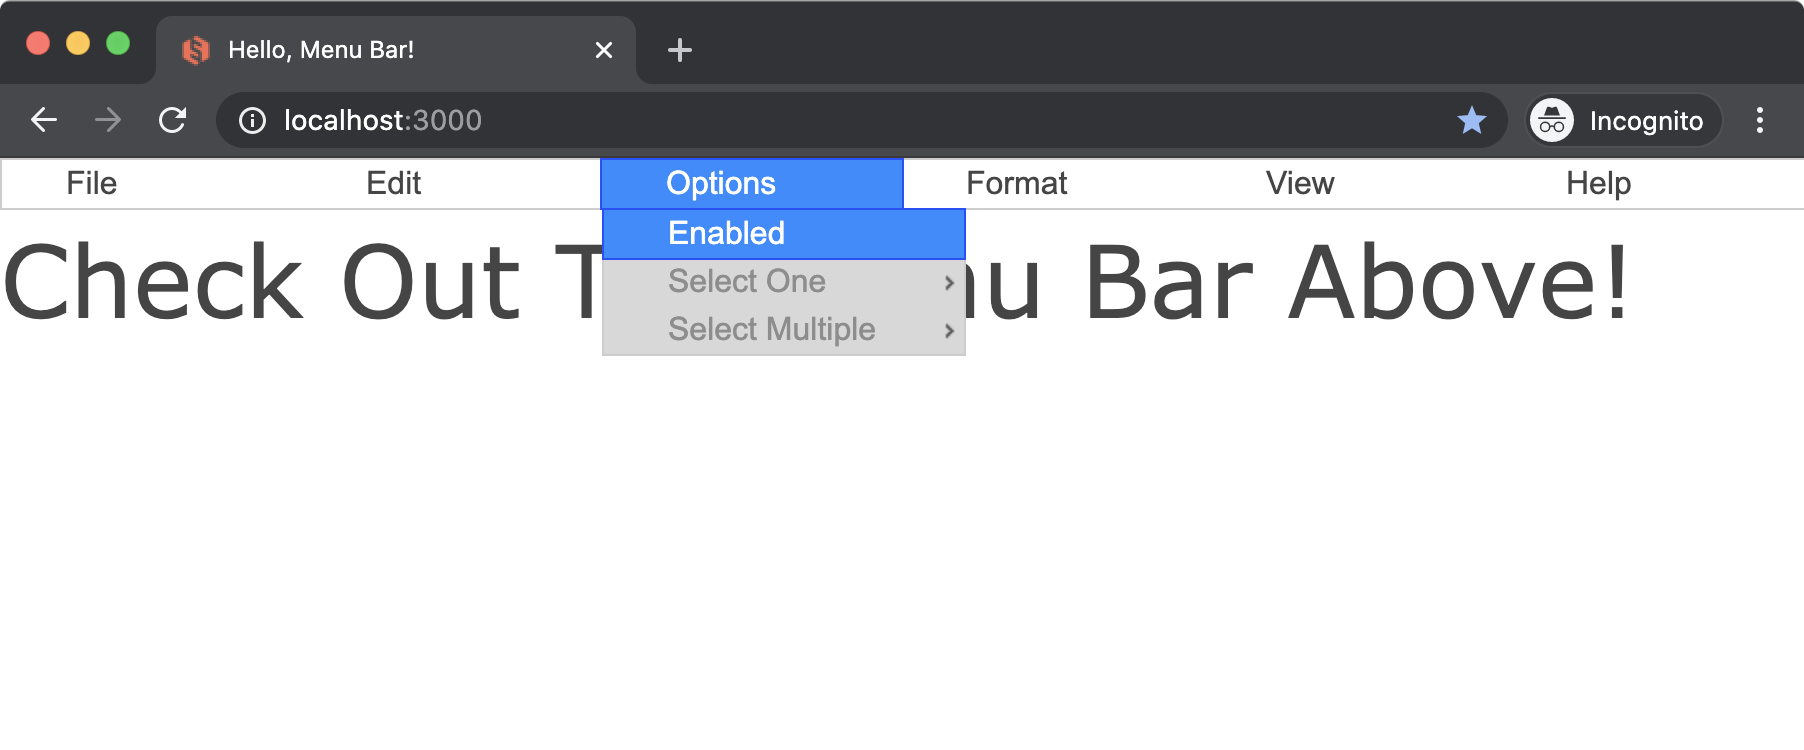 Hello, Menu Bar!
localhost:3000
Incognito
File Edit Options Format View Help
Enabled
Check Out T nu Bar Above!
Select One
Select Multiple